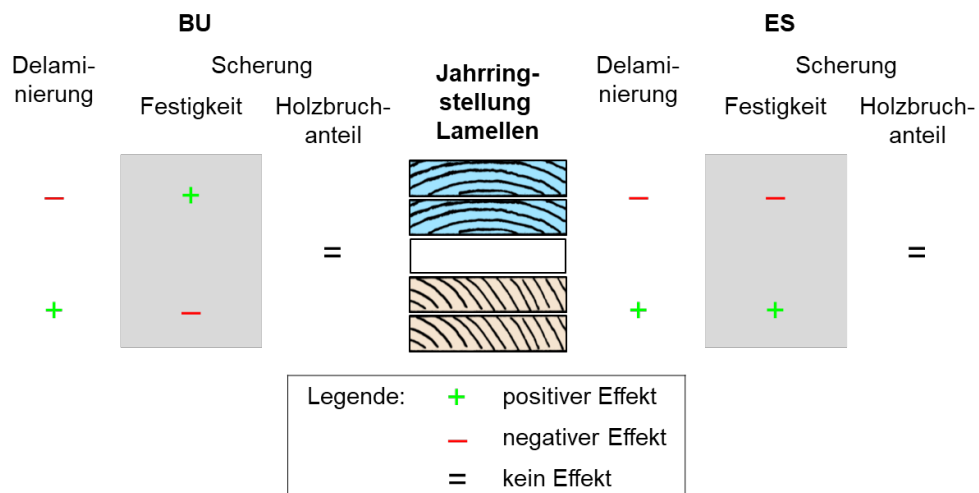 BU
Delami-
nierung
Scherung
Festigkeit
Holzbruch-
anteil
Jahrring-
stellung
Lamellen
ES
Delami-
nierung
Scherung
Festigkeit
Holzbruch-
anteil
– + – –
= =
+ – + +
Legende: + positiver Effekt
– negativer Effekt
= kein Effekt